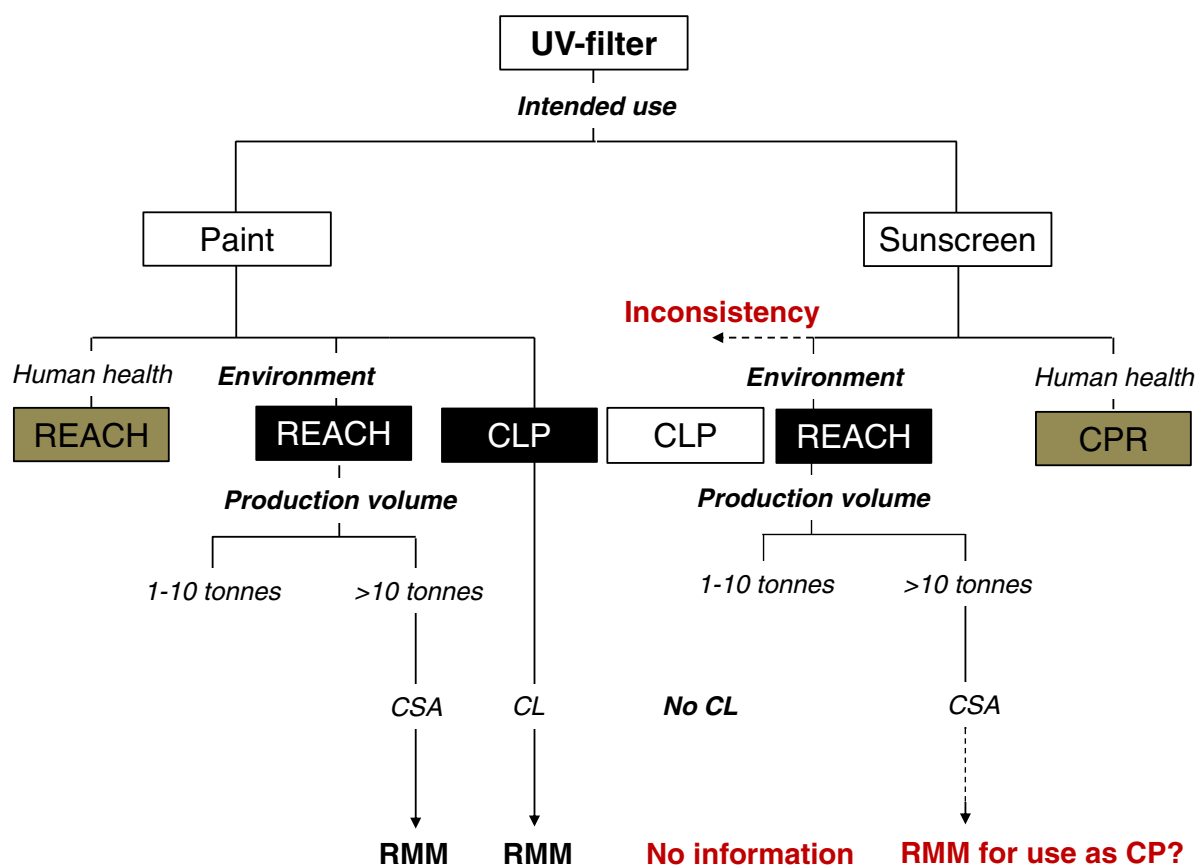 UV-filter
Intended use
Paint
Sunscreen
Inconsistency
Human health
Environment
Environment
Human health
REACH
REACH
CLP
CLP
REACH
CPR
Production volume
Production volume
1-10 tonnes
>10 tonnes
1-10 tonnes
>10 tonnes
CSA
CL
No CL
CSA
RMM
RMM
No information
RMM for use as CP?